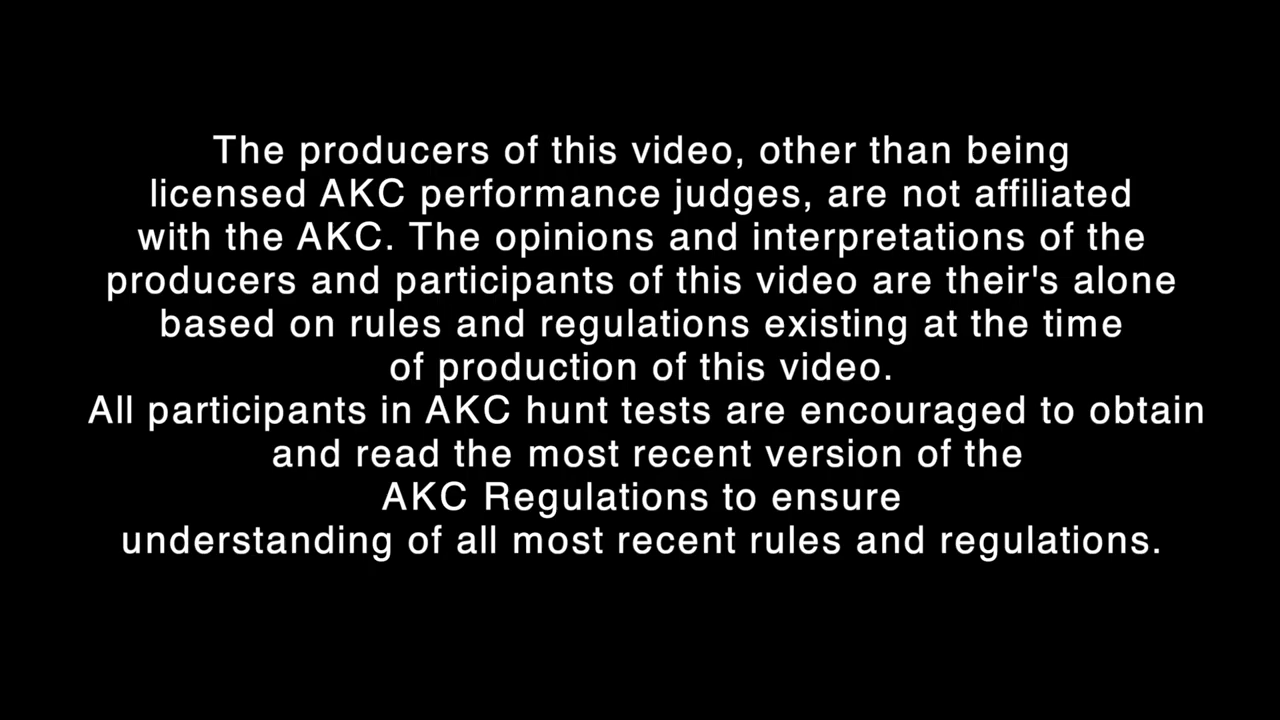 The producers of this video, other than being
licensed AKC performance judges, are not affiliated
with the AKC. The opinions and interpretations of the
producers and participants of this video are their's alone
based on rules and regulations existing at the time
of production of this video.
All participants in AKC hunt tests are encouraged to obtain
and read the most recent version of the
AKC Regulations to ensure
understanding of all most recent rules and regulations.